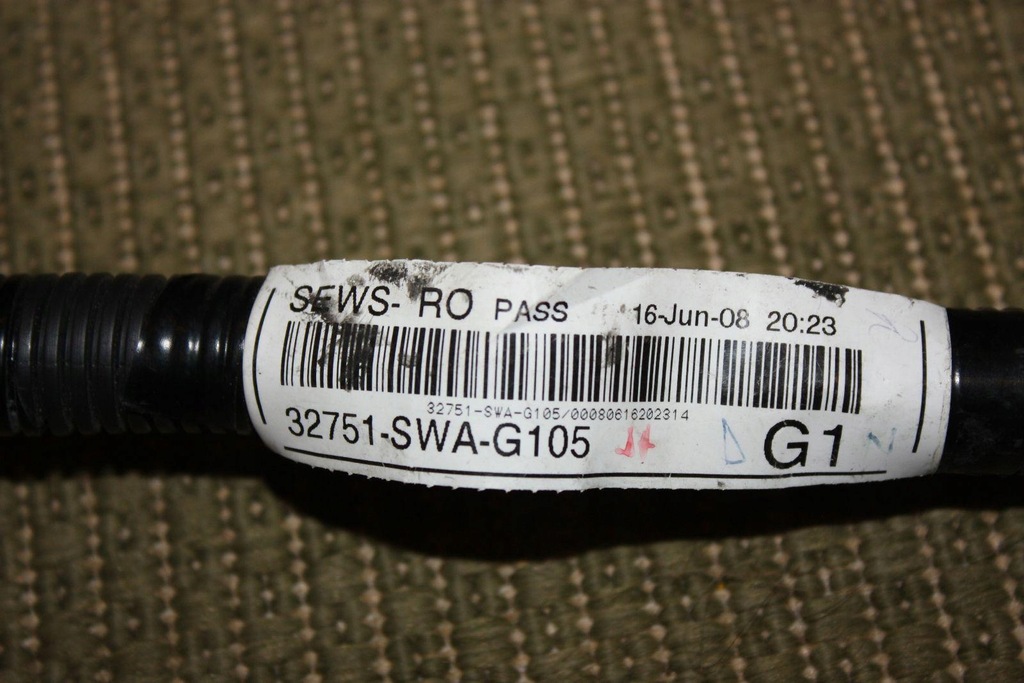 SEWS- RO PASS 16-Jun-08 20:23
32751-SWA-G105/00080616202314
32751-SWA-G105 G1